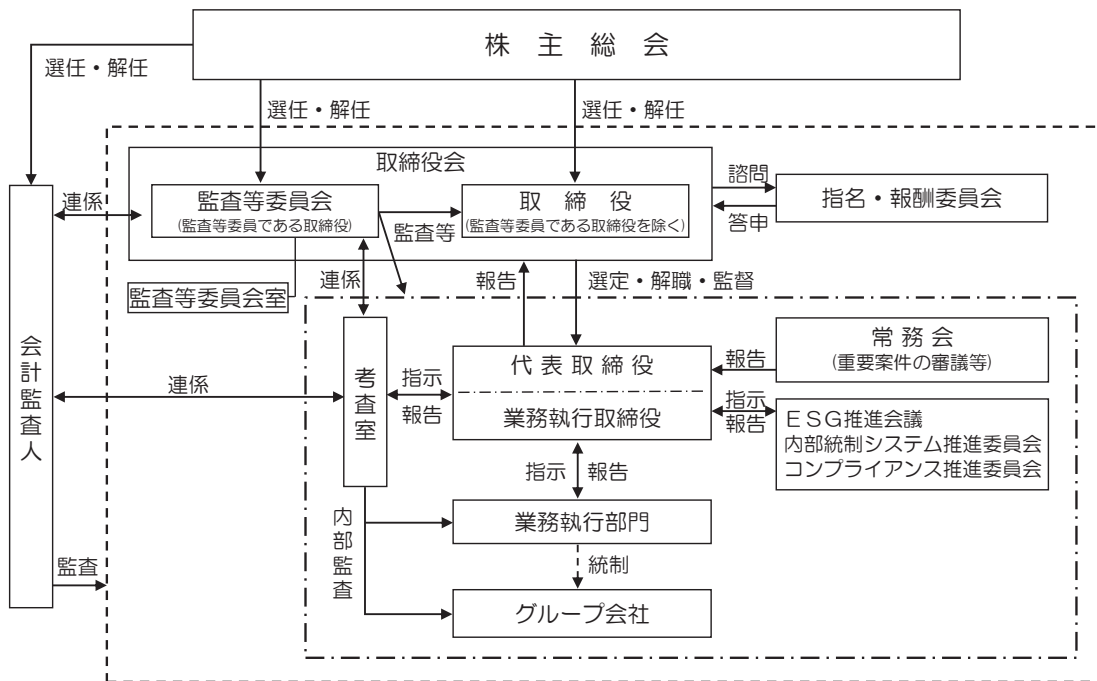 株主総会
選任・解任
選任・解任
選任・解任
取締役会
監査等委員会
(監査等委員である取締役)
取締役
(監査等委員である取締役を除く)
監査等
連係
諮問
答申
指名・報酬委員会
監査等委員会室
連係
報告
選定・解職・監督
会計監査人
連係
考査室
指示
報告
代表取締役
業務執行取締役
報告
常務会
(重要案件の審議等)
指示
報告
ESG推進会議
内部統制システム推進委員会
コンプライアンス推進委員会
指示
報告
内部監査
業務執行部門
統制
グループ会社
監査